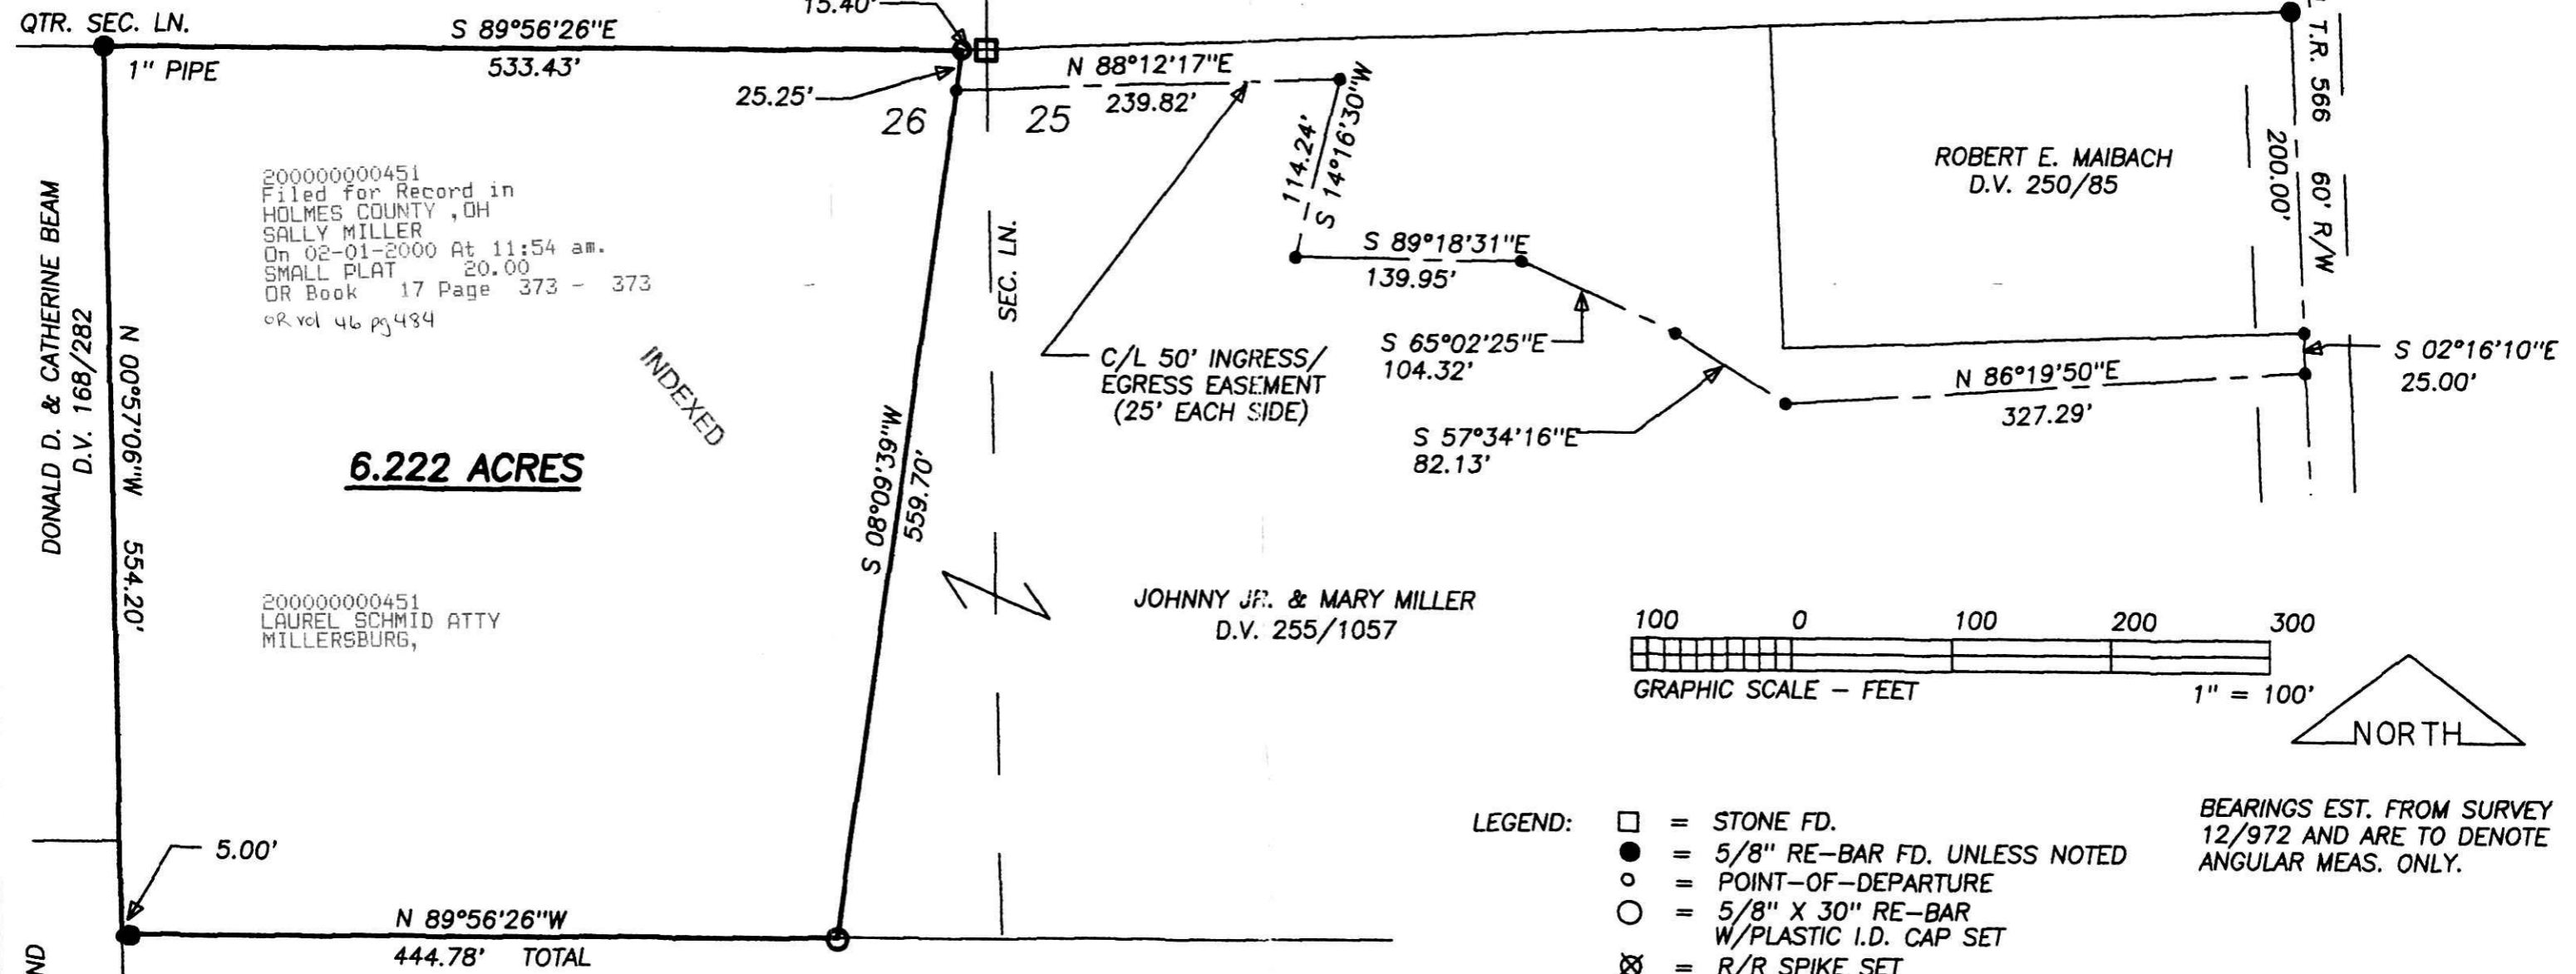 15.40'
QTR. SEC. LN.
S 89°56'26"E
533.43'
1" PIPE
25.25'
26
25
N 88°12'17"E
239.82'
114.24'
S 14°16'30"W
S 89°18'31"E
139.95'
S 65°02'25"E
104.32'
S 57°34'16"E
82.13'
N 86°19'50"E
327.29'
S 02°16'10"E
25.00'
T.R. 566 60' R/W
200.00'
ROBERT E. MAIBACH
D.V. 250/85
SEC. LN.
C/L 50' INGRESS/
EGRESS EASEMENT
(25' EACH SIDE)
200000000451
Filed for Record in
HOLMES COUNTY ,OH
SALLY MILLER
On 02-01-2000 At 11:54 am.
SMALL PLAT 20.00
OR Book 17 Page 373 - 373
OR vol 46 pg 484
INDEXED
DONALD D. & CATHERINE BEAM
D.V. 168/282
N 00°57'06"W 554.20'
6.222 ACRES
S 08°09'39"W
559.70'
200000000451
LAUREL SCHMID ATTY
MILLERSBURG,
JOHNNY JR. & MARY MILLER
D.V. 255/1057
100 0 100 200 300
GRAPHIC SCALE – FEET
1" = 100'
NORTH
5.00'
N 89°56'26"W
444.78' TOTAL
LEGEND:
= STONE FD.
= 5/8" RE-BAR FD. UNLESS NOTED
= POINT-OF-DEPARTURE
= 5/8" X 30" RE-BAR
W/PLASTIC I.D. CAP SET
= R/R SPIKE SET
BEARINGS EST. FROM SURVEY
12/972 AND ARE TO DENOTE
ANGULAR MEAS. ONLY.